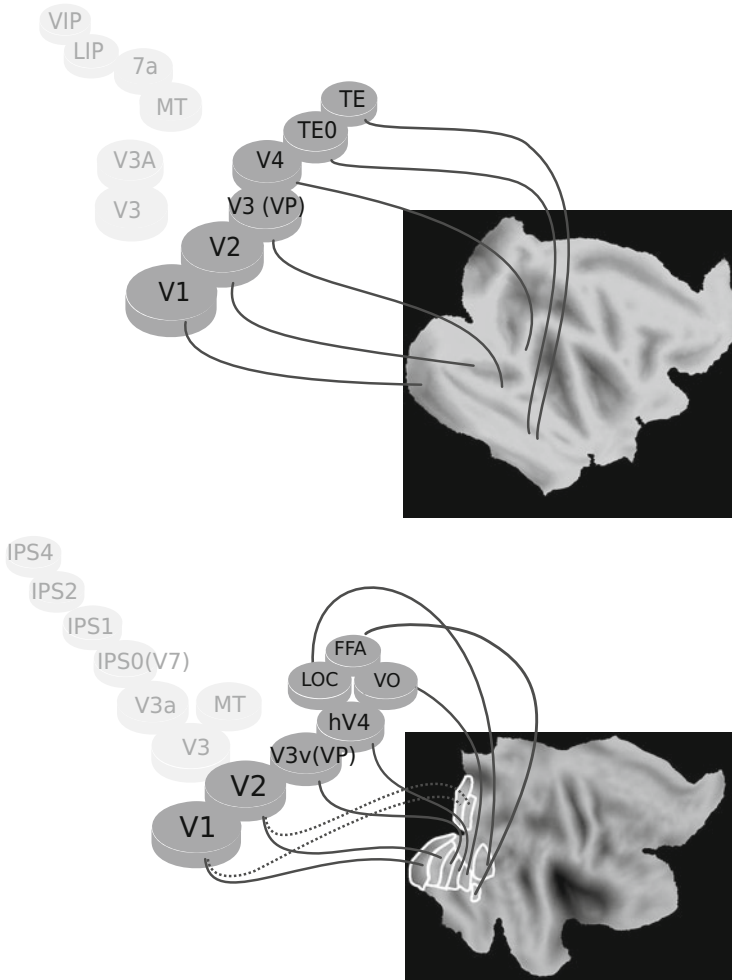 VIP
LIP
7a
MT
TE
TE0
V3A
V4
V3
V3 (VP)
V2
V1
IPS4
IPS2
IPS1
IPS0(V7)
FFA
LOC
VO
V3a
MT
hV4
V3
V3v(VP)
V2
V1